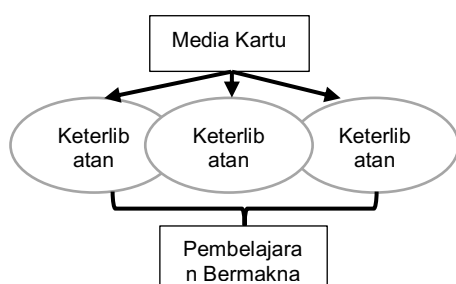 Media Kartu
Keterlib
atan
Keterlib
atan
Keterlib
atan
Pembelajara
n Bermakna